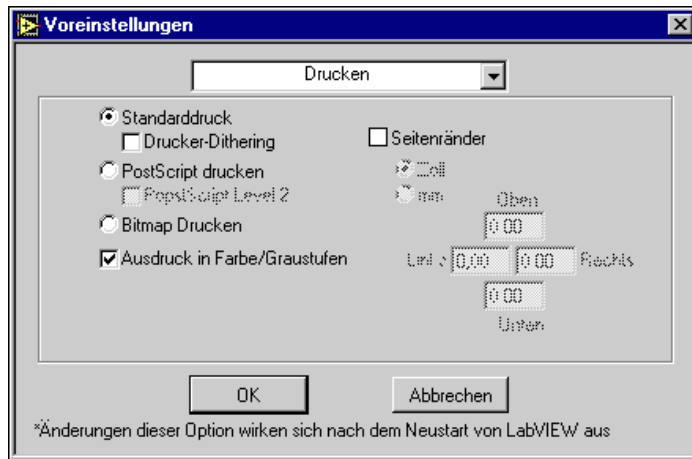 Voreinstellungen
Drucken
Standarddruck
Drucker-Dithering
PostScript drucken
PopstScript Level 2
Bitmap Drucken
Ausdruck in Farbe/Graustufen
Seitenränder
Zoll
mm
Oben
0,00
Links 0,00 0,00 Rechts
0,00
Unten
OK Abbrechen
*Änderungen dieser Option wirken sich nach dem Neustart von LabVIEW aus